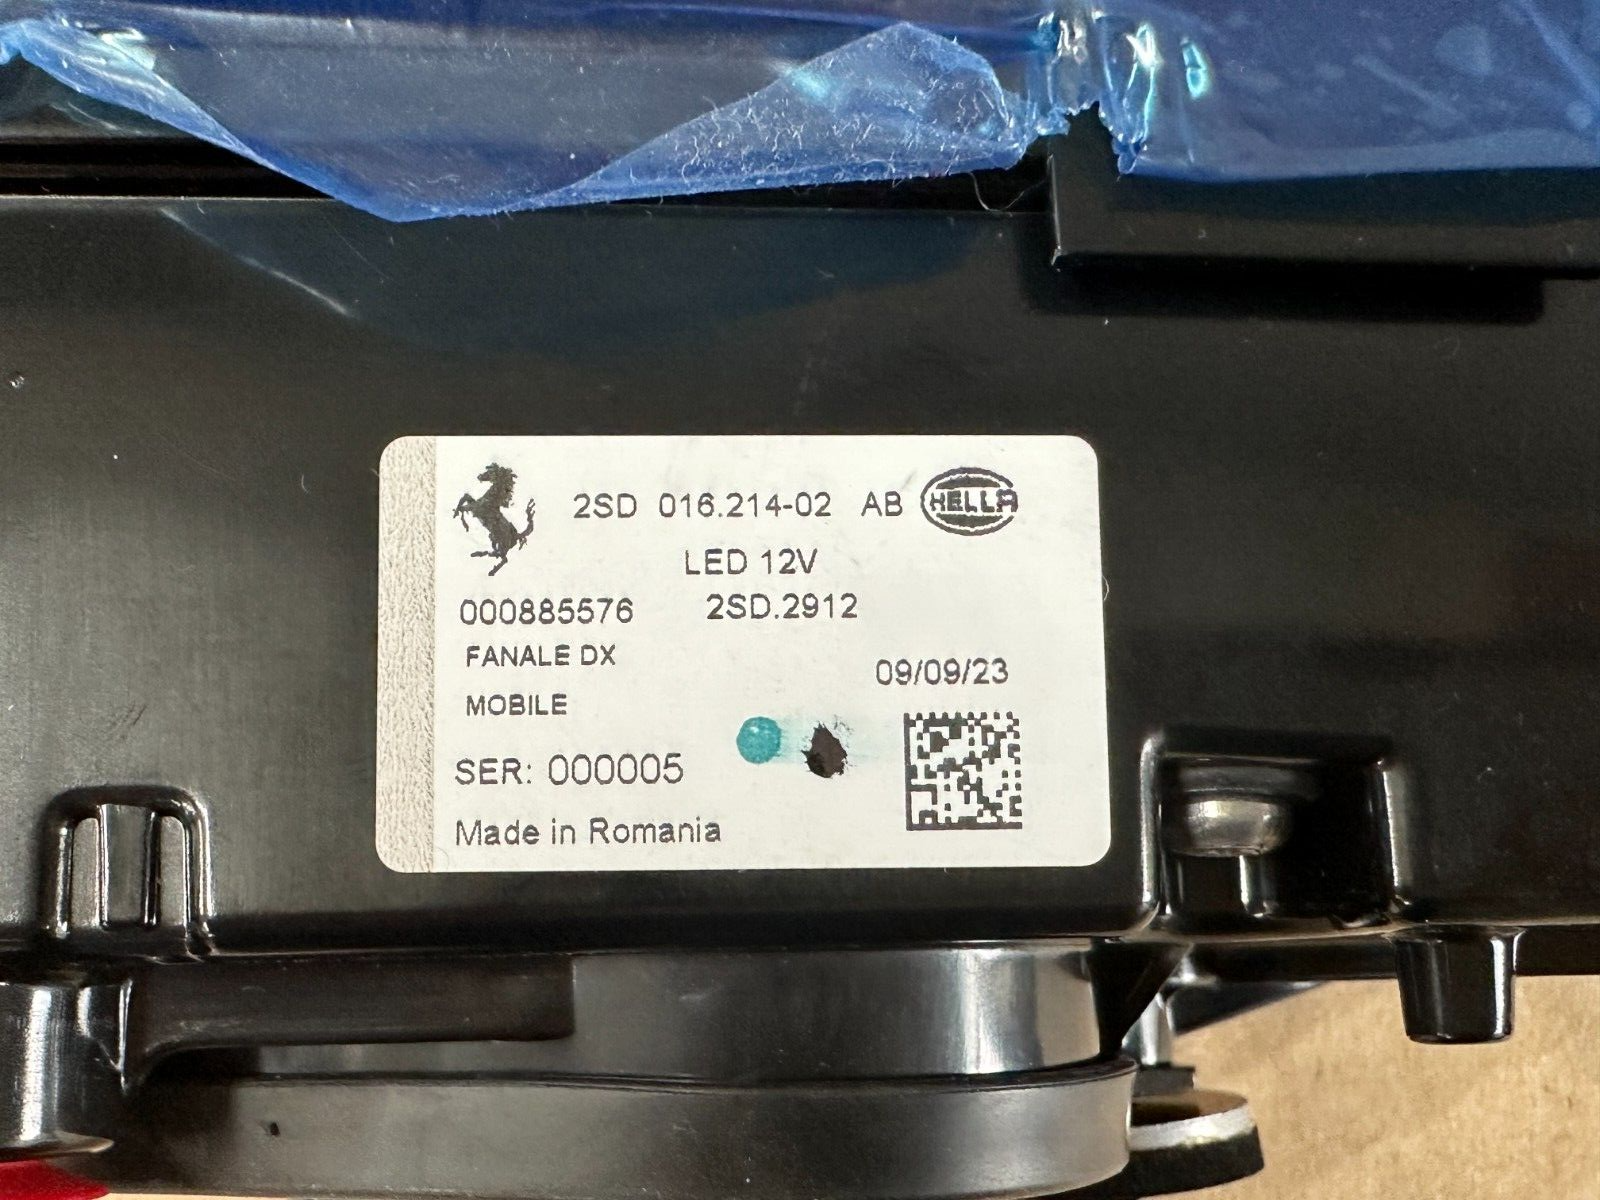 2SD 016.214-02 AB HELLA
LED 12V
000885576 2SD.2912
FANALE DX
09/09/23
MOBILE
SER: 000005
Made in Romania